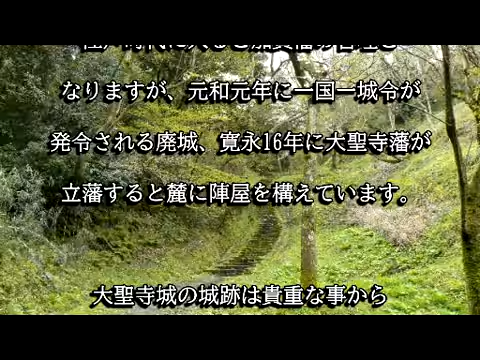 なりますが、元和元年に一国一城令が
発令される廃城、寛永16年に大聖寺藩が
立藩すると麓に陣屋を構えています。
大聖寺城の城跡は貴重な事から